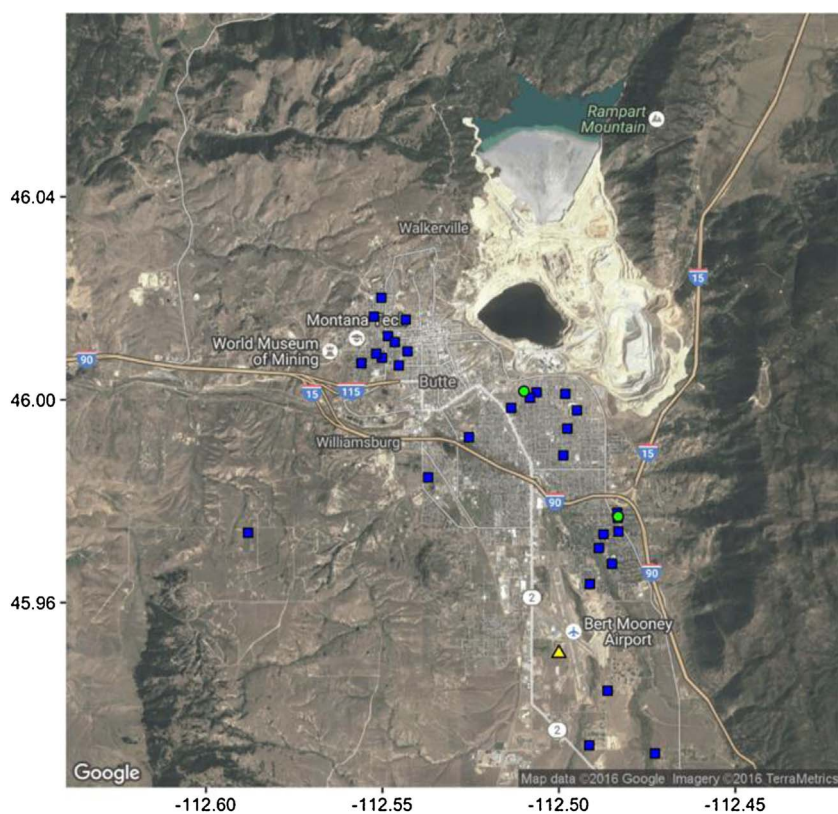 Rampart
Mountain
46.04
Walkerville
15
Montana Tec
World Museum
of Mining
90
15
115
Butte
46.00
Williamsburg
15
90
90
45.96
2
Bert Mooney
Airport
2
Google
Map data ©2016 Google Imagery ©2016 TerraMetrics
-112.60
-112.55
-112.50
-112.45